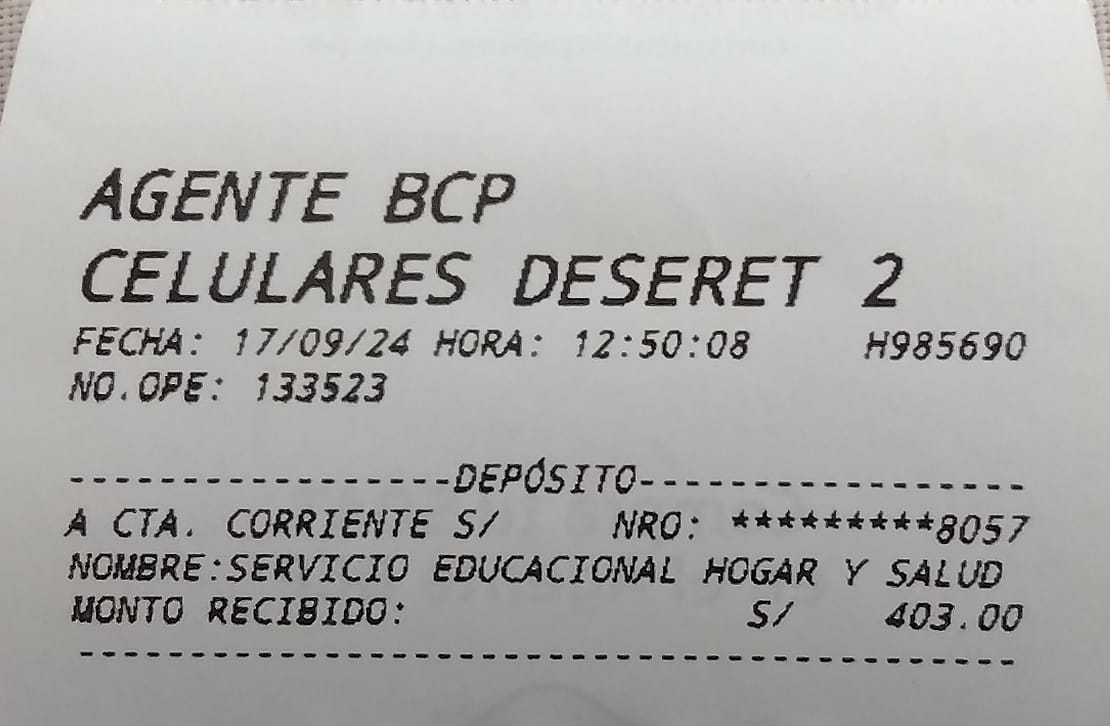 AGENTE BCP
CELULARES DESERET 2
FECHA: 17/09/24 HORA: 12:50:08 H985690
NO.OPE: 133523
-----------------DEPÓSITO-----------------
A CTA. CORRIENTE S/ NRO: *********8057
NOMBRE:SERVICIO EDUCACIONAL HOGAR Y SALUD
MONTO RECIBIDO: S/ 403.00
------------------------------------------